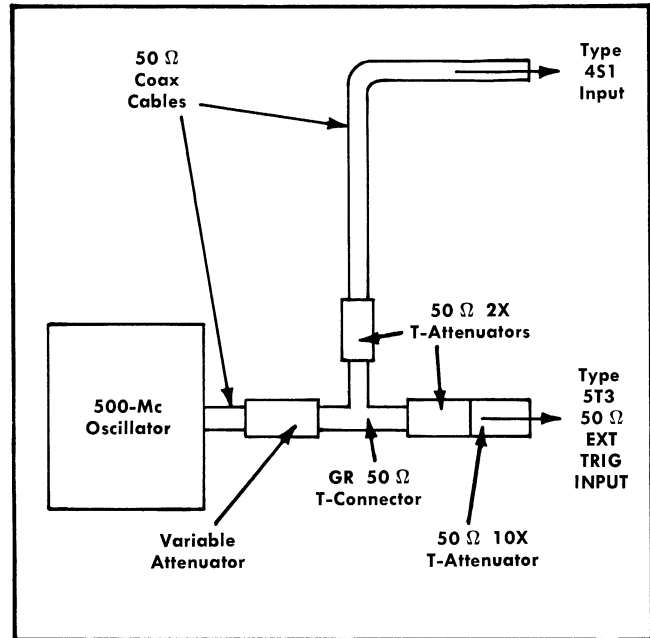 50 Ω
Coax
Cables
Type
4S1
Input
50 Ω 2X
T-Attenuators
500-Mc
Oscillator
Type
5T3
50 Ω
EXT
TRIG
INPUT
GR 50 Ω
T-Connector
Variable
Attenuator
50 Ω 10X
T-Attenuator